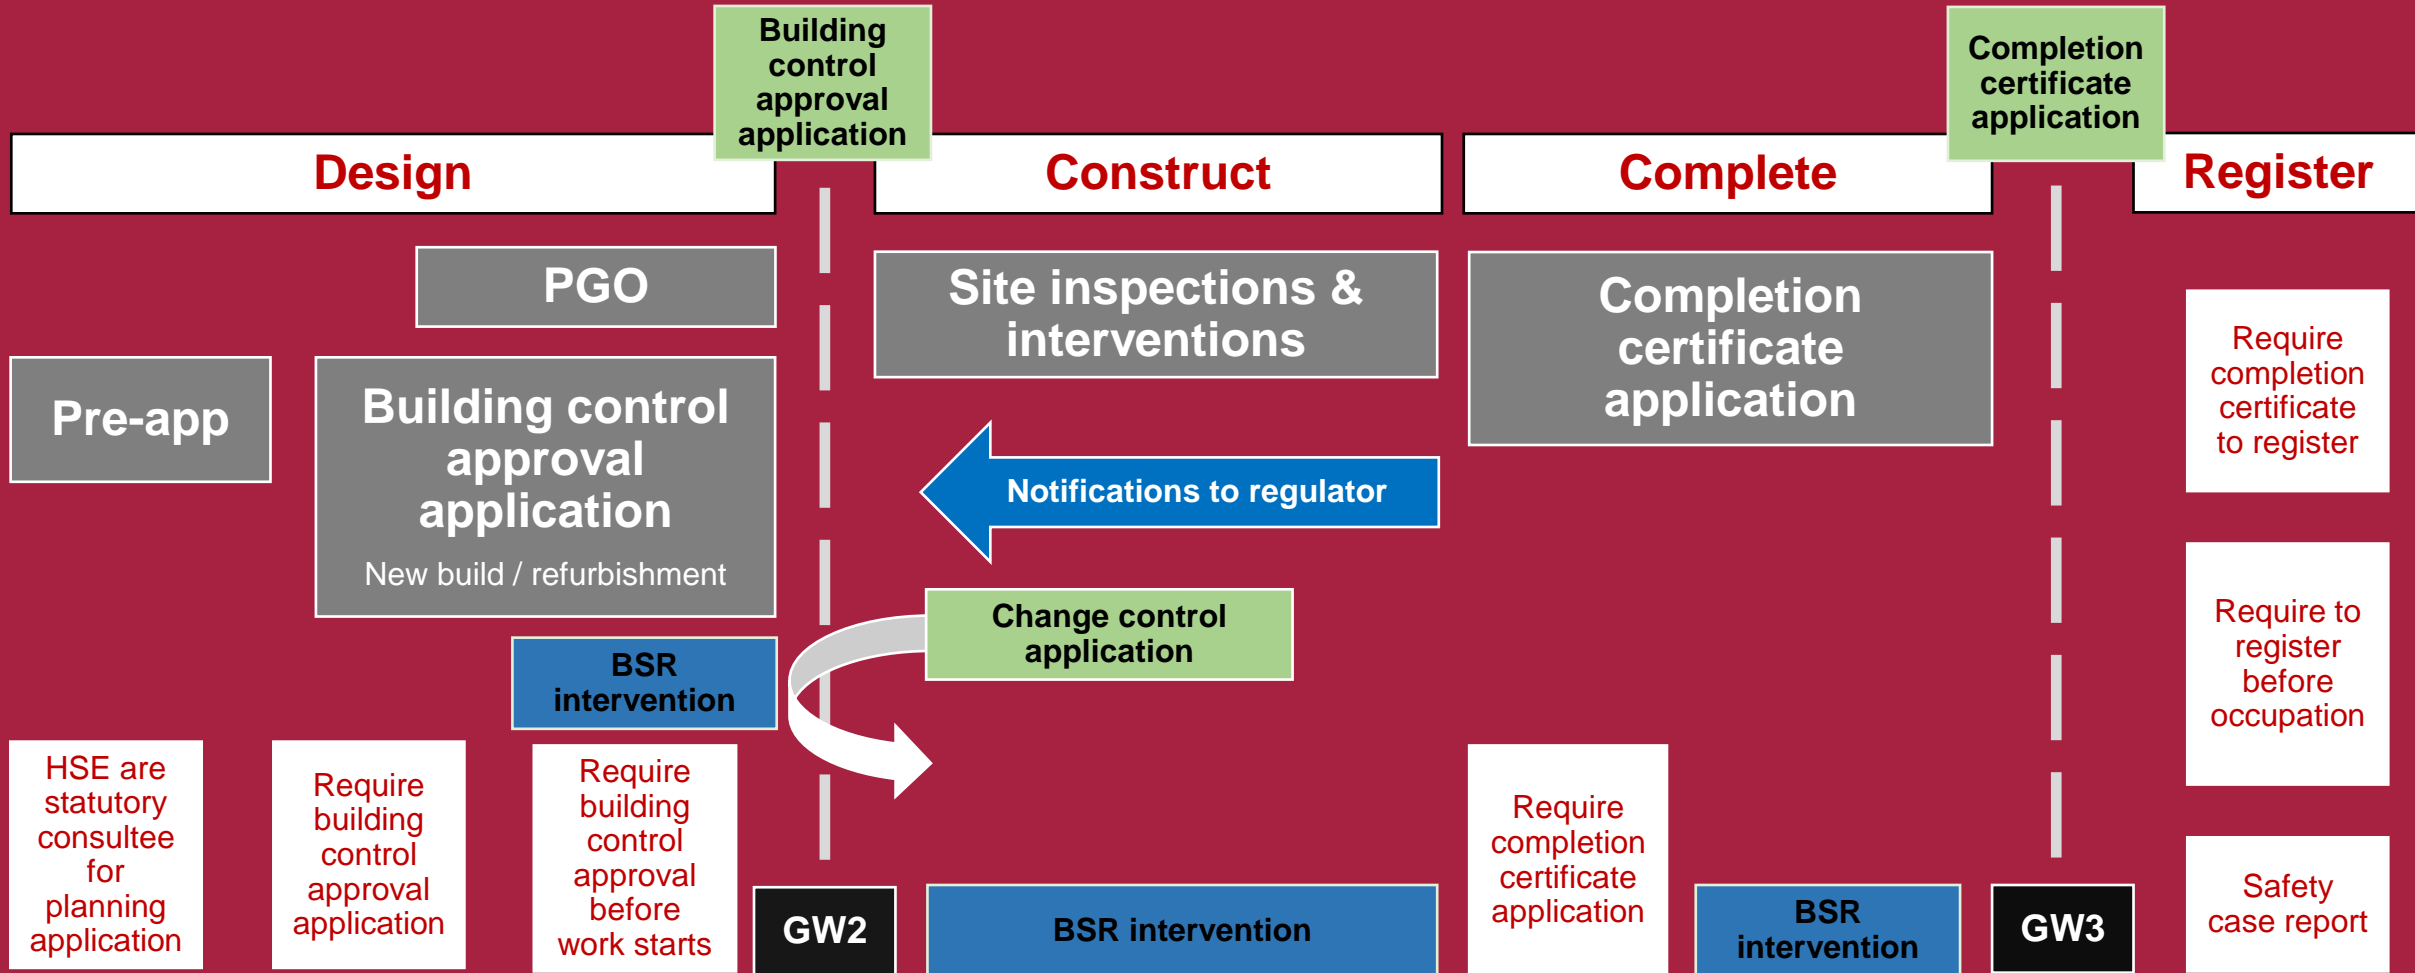 Building
control
approval
application
Completion
certificate
application
Design
Construct
Complete
Register
PGO
Pre-app
Building control
approval
application
New build / refurbishment
BSR
intervention
HSE are
statutory
consultee
for
planning
application
Require
building
control
approval
application
Require
building
control
approval
before
work starts
GW2
Site inspections &
interventions
Notifications to regulator
Change control
application
BSR intervention
Completion
certificate
application
Require
completion
certificate
application
BSR
intervention
GW3
Require
completion
certificate
to register
Require to
register
before
occupation
Safety
case report